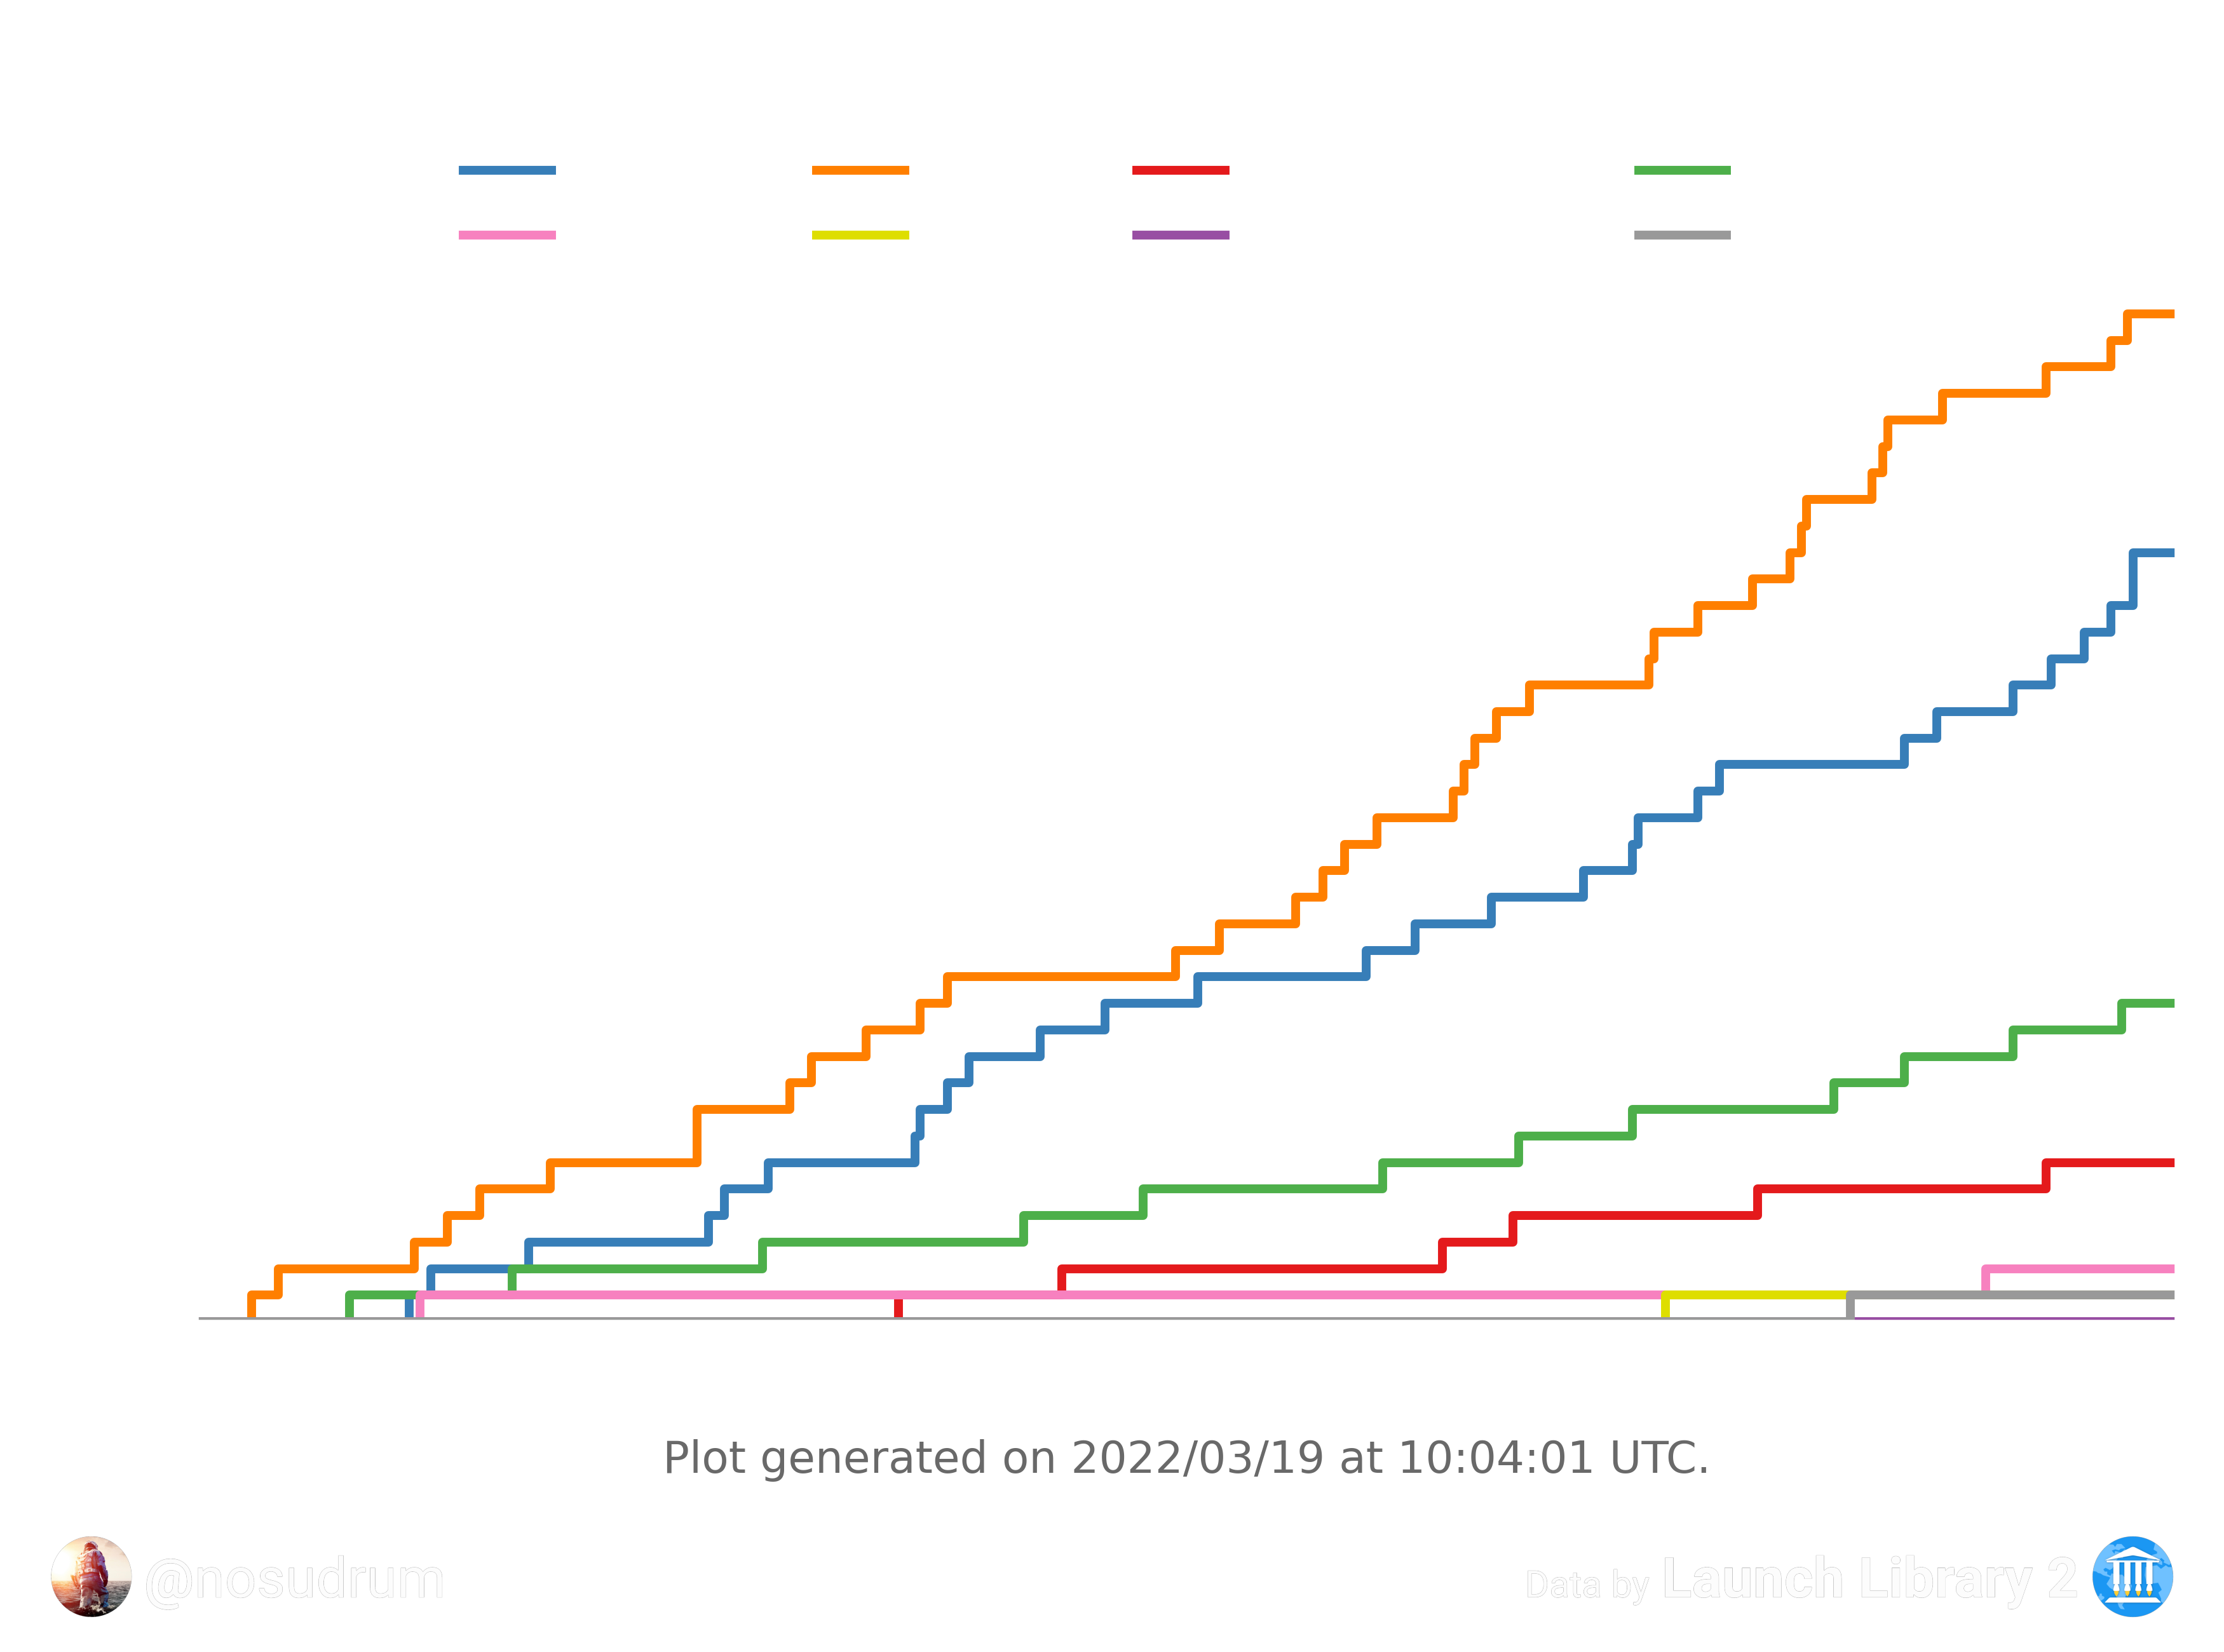 Plot generated on 2022/03/19 at 10:04:01 UTC.
@nosudrum
Data by Launch Library 2